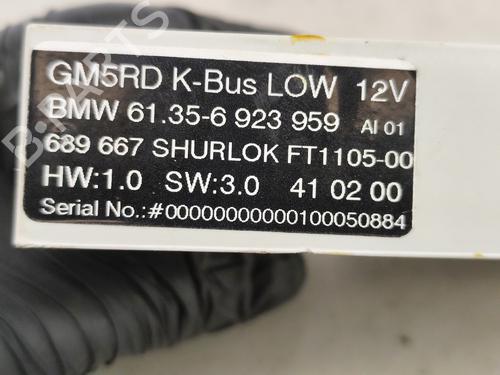 GM5RD K-Bus LOW 12V
BMW 61.35-6 923 959 AI 01
689 667 SHURLOK FT1105-00
HW:1.0 SW:3.0 41 02 00
Serial No.:#00000000000100050884
B-PARTS